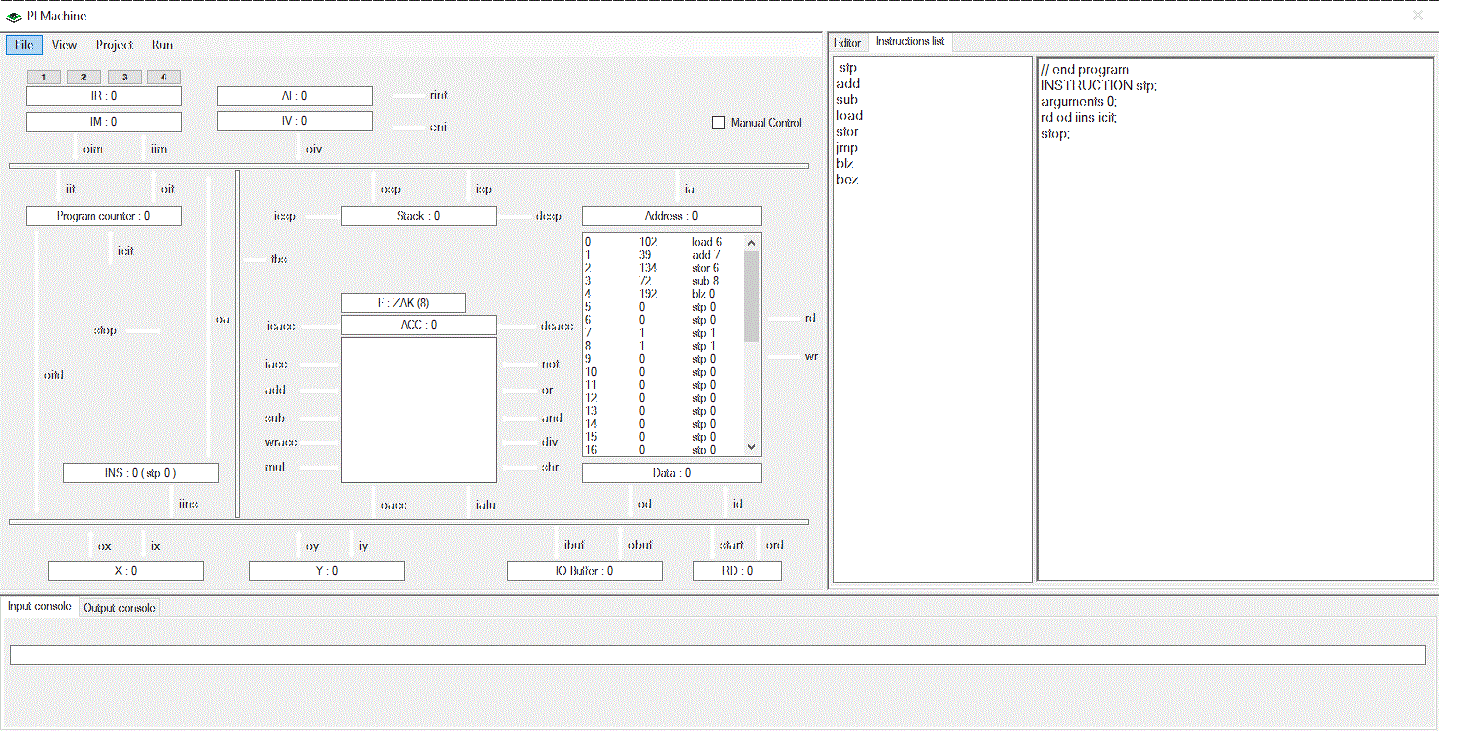 PI Machine
File View Project Run
Editor Instructions list
1 2 3 4
IR : 0
AI : 0
rint
IM : 0
IV : 0
eni
Manual Control
oim iim oiv
iit oit
osp isp
ia
Program counter : 0
icsp
Stack : 0
desp
Address : 0
icit
tbs
F : ZAK (8)
ou
stop
icacc
ACC : 0
dcacc
rd
wr
iacc
not
oitd
add
or
sub
and
wracc
div
mul
shr
0 102 load 6
1 39 add 7
2 134 stor 6
3 72 sub 8
4 192 blz 0
5 0 stp 0
6 0 stp 0
7 1 stp 1
8 1 stp 1
9 0 stp 0
10 0 stp 0
11 0 stp 0
12 0 stp 0
13 0 stp 0
14 0 stp 0
15 0 stp 0
16 0 stp 0
INS : 0 ( stp 0 )
Data : 0
iins
oacc ialu
od id
ox ix
oy iy
ibuf obuf
start ord
X : 0
Y : 0
IO Buffer : 0
RD : 0
stp
add
sub
load
stor
jmp
blz
bez
// end program
INSTRUCTION stp;
arguments 0;
rd od iins icit;
stop;
Input console Output console